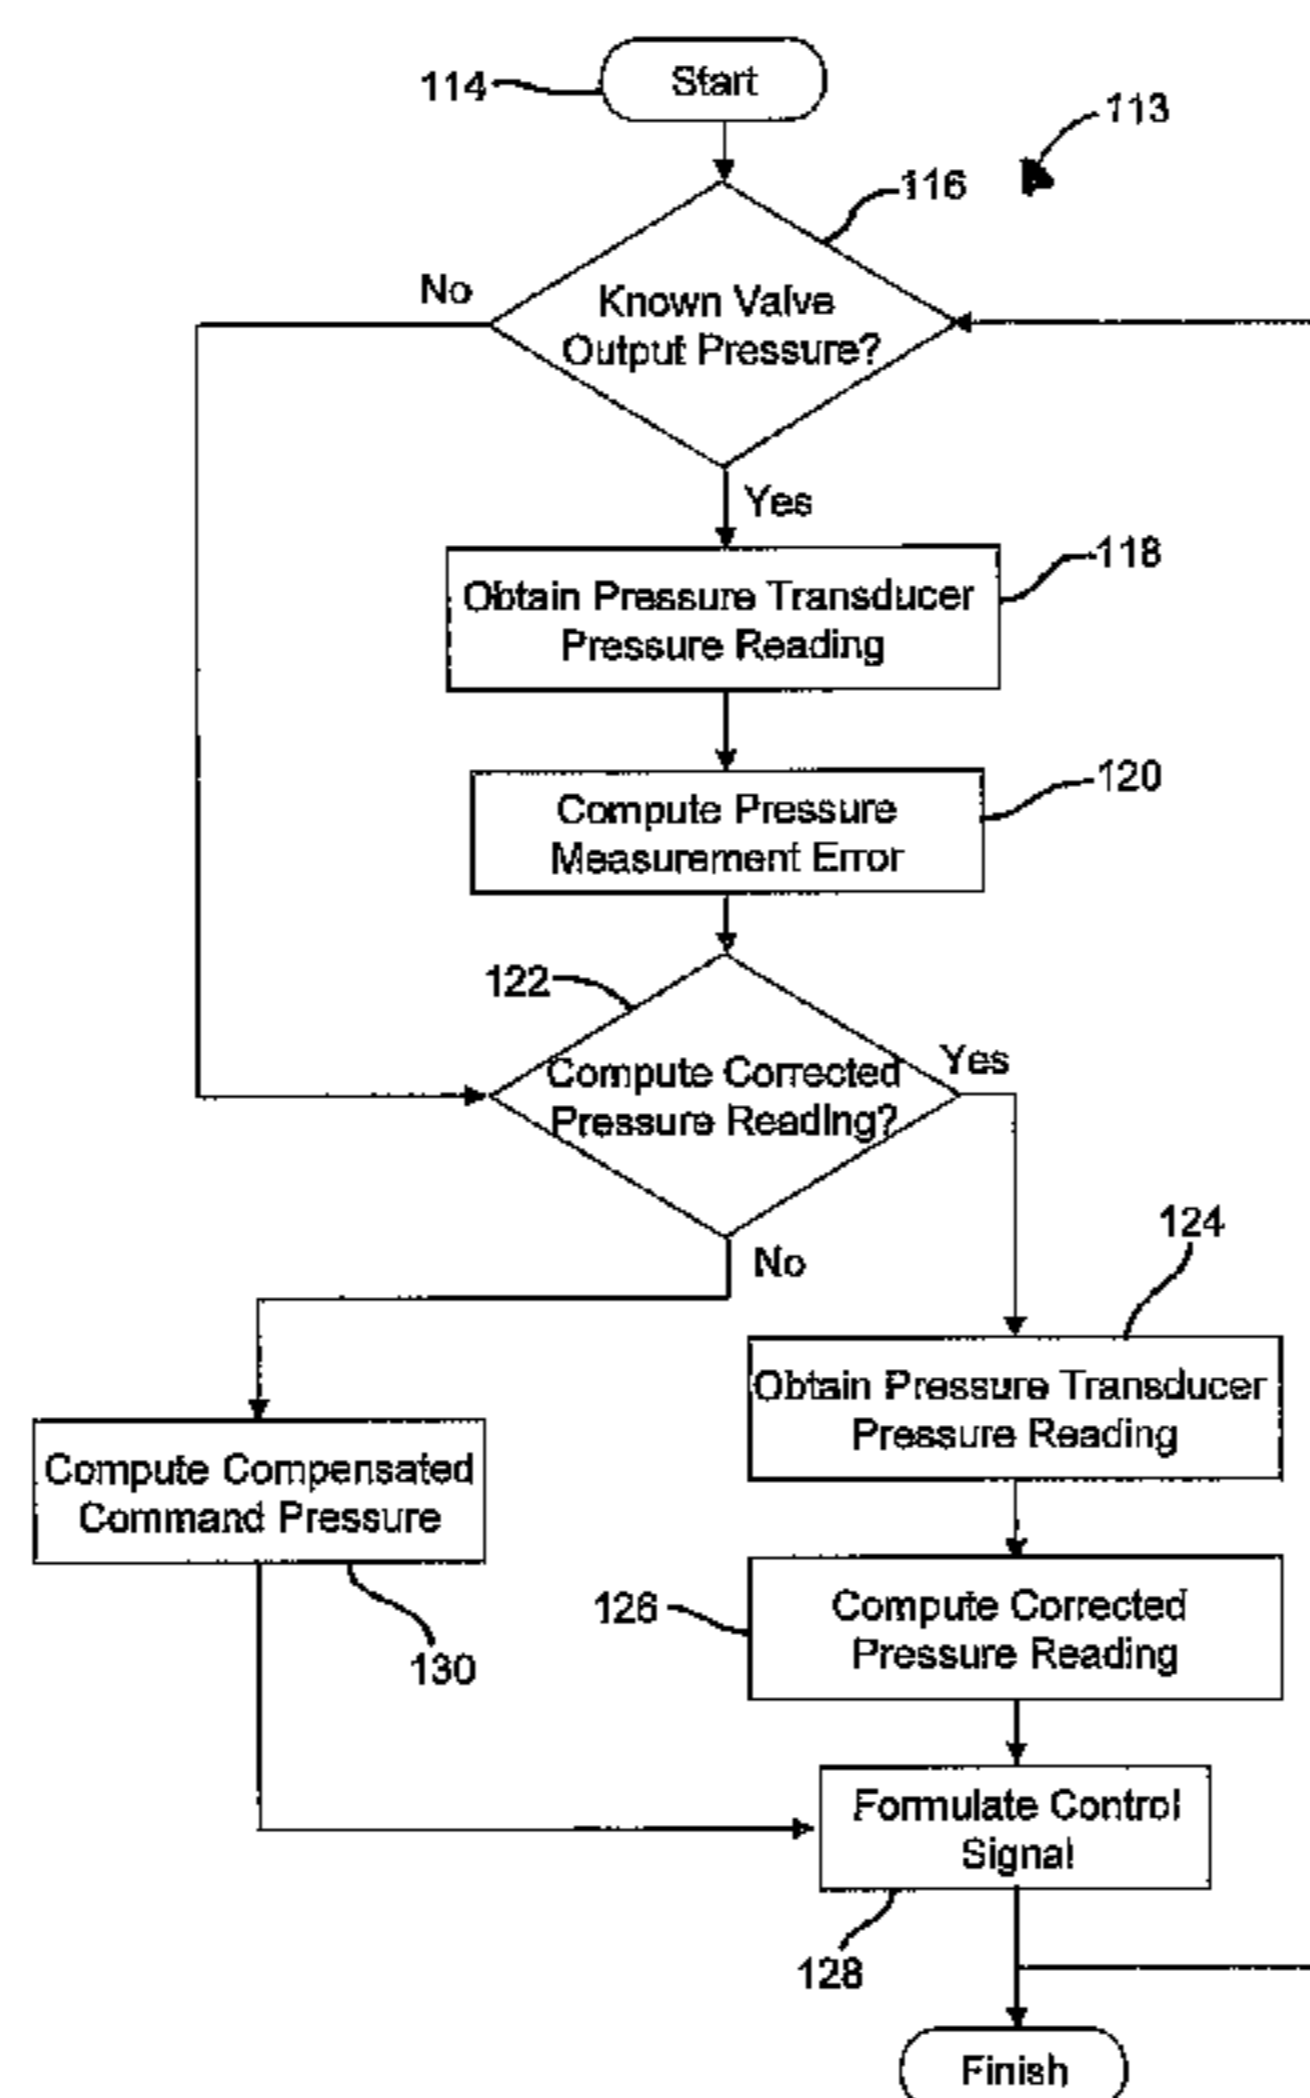 114
Start
113
116
No
Known Valve
Output Pressure?
Yes
118
Obtain Pressure Transducer
Pressure Reading
120
Compute Pressure
Measurement Error
122
Compute Corrected
Pressure Reading?
Yes
No
124
Obtain Pressure Transducer
Pressure Reading
Compute Compensated
Command Pressure
130
126
Compute Corrected
Pressure Reading
Formulate Control
Signal
128
Finish